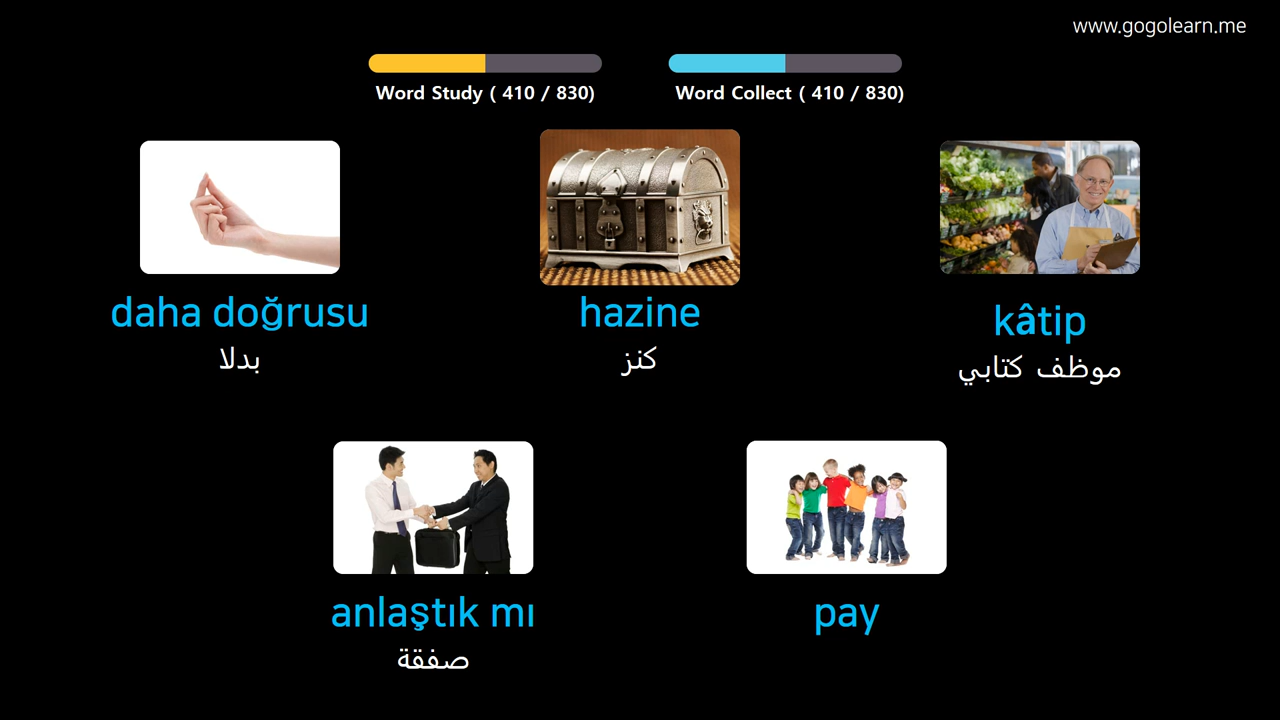 www.gogolearn.me
Word Study ( 410 / 830)
Word Collect ( 410 / 830)
daha doğrusu
بدلا
hazine
كنز
kâtip
موظف كتابي
anlaştık mı
صفقة
pay